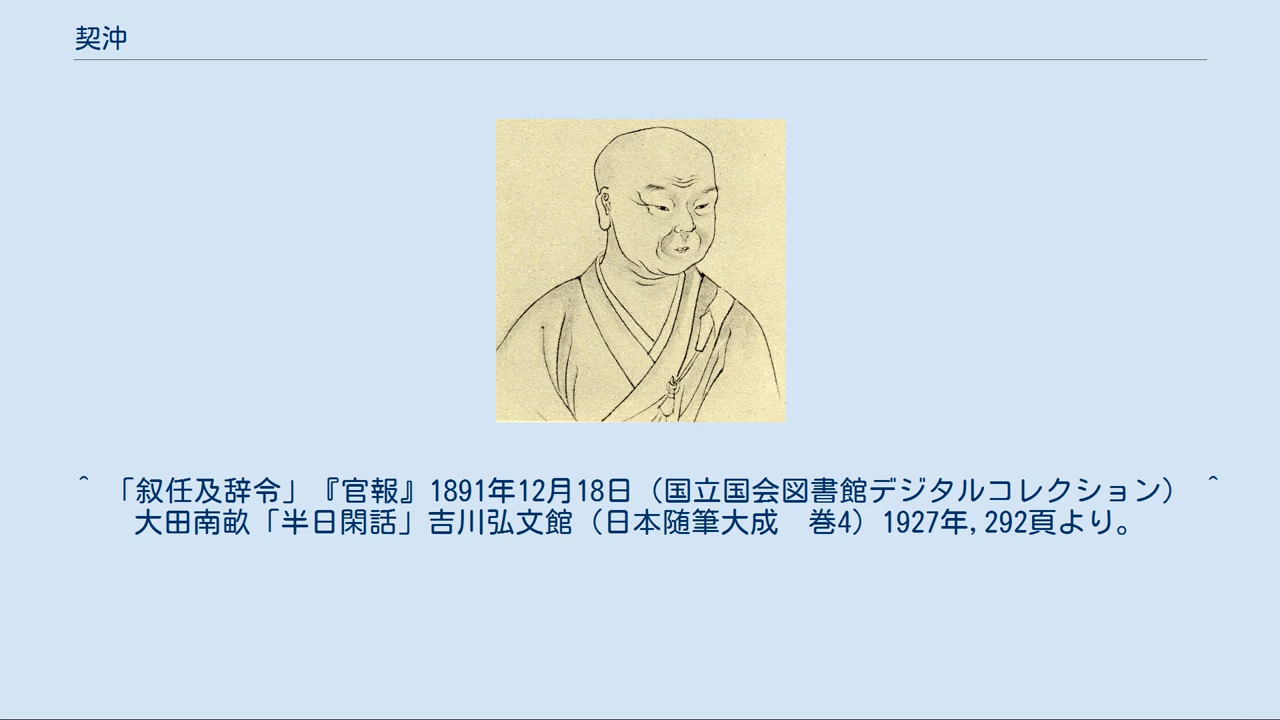 契沖
^ 「叙任及辞令」『官報』1891年12月18日（国立国会図書館デジタルコレクション） ^
大田南畝「半日閑話」吉川弘文館（日本随筆大成　巻4）1927年,292頁より。